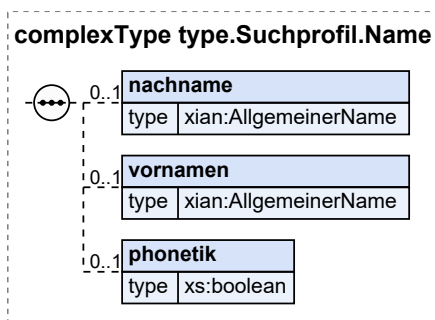 complexType type.Suchprofil.Name
0..1 nachname
type xian:AllgemeinerName
0..1 vornamen
type xian:AllgemeinerName
0..1 phonetik
type xs:boolean